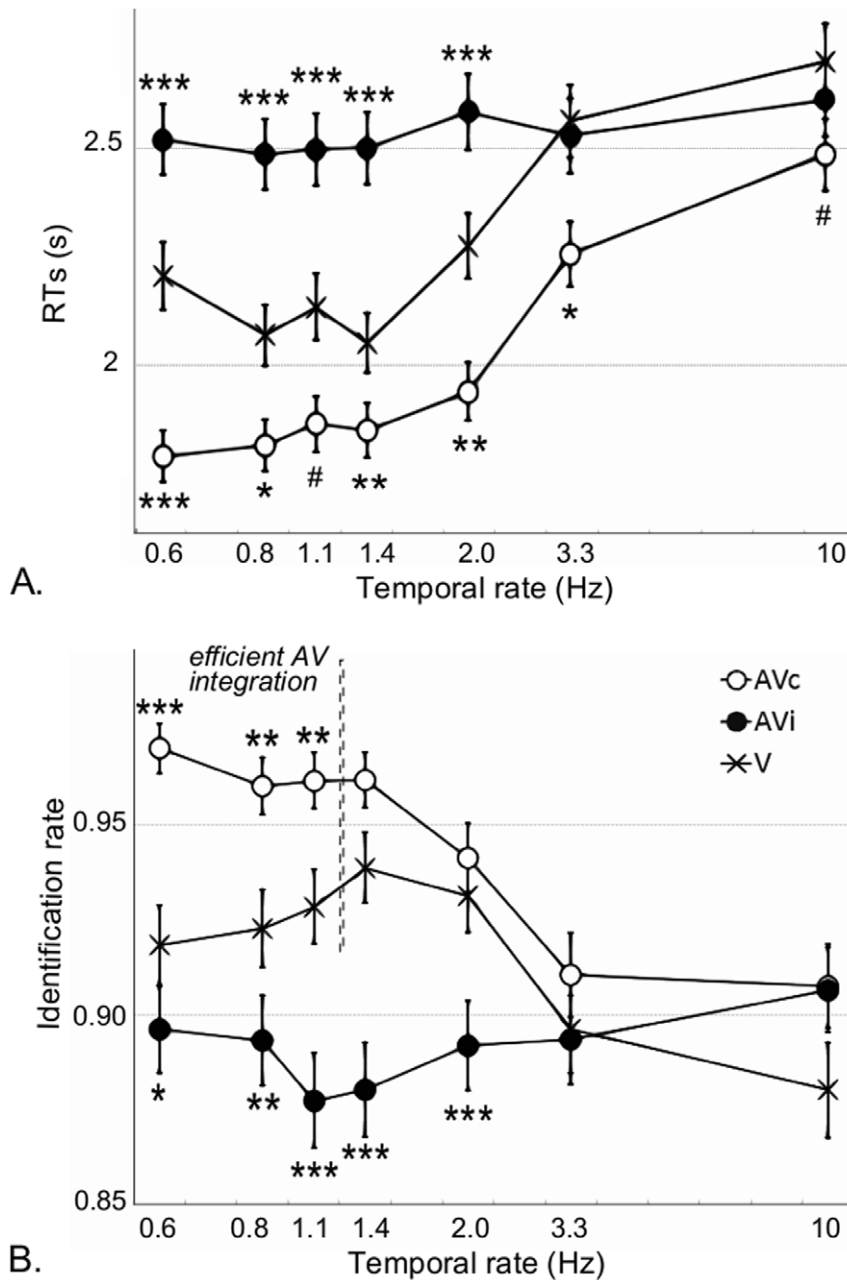 *** *** *** *** ***
2.5
RTs (s)
2
*** * # ** ** * #
0.6 0.8 1.1 1.4 2.0 3.3 10
A. Temporal rate (Hz)
efficient AV
integration
*** ** **
AVc
AVi
V
0.95
Identification rate
0.90
* ** *** *** ***
0.85
0.6 0.8 1.1 1.4 2.0 3.3 10
B. Temporal rate (Hz)